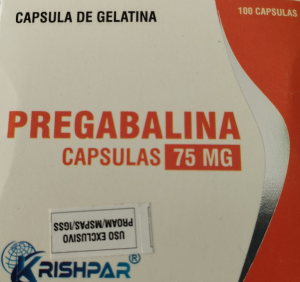 CAPSULA DE GELATINA
100 CAPSULAS
PREGABALINA
CAPSULAS 75 MG
USO EXCLUSIVO
PROAM/MSPAS/IGSS
KRISHPAR®